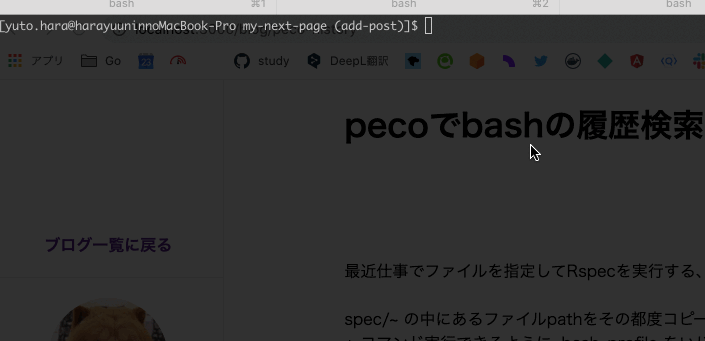 bash ⌘1 bash ⌘2 bash
[yuto.hara@harayuuninnoMacBook-Pro my-next-page (add-post)]$
アプリ Go 23 study DeepL翻訳
pecoでbashの履歴検索
ブログ一覧に戻る
最近仕事でファイルを指定してRspecを実行する、
spec/~ の中にあるファイルpathをその都度コピー